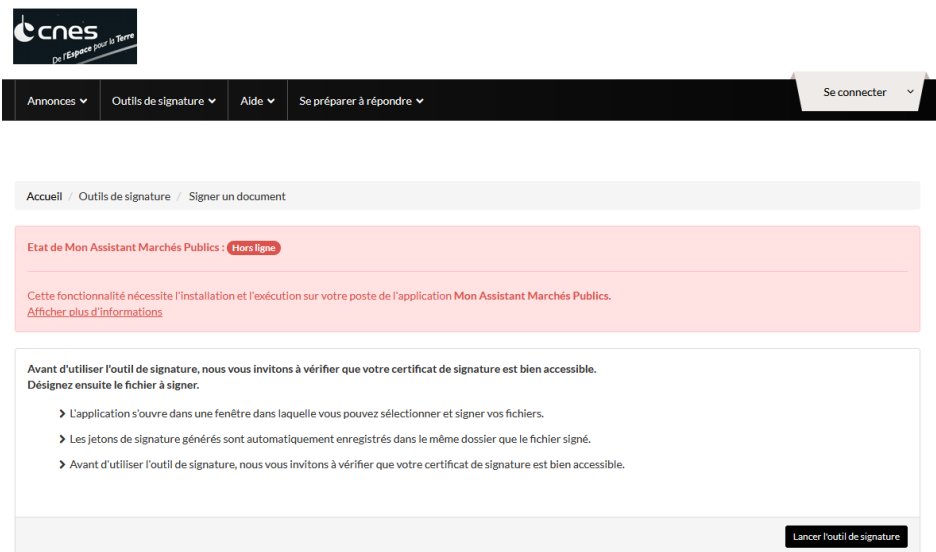 cnes
De l'Espace pour la Terre
Se connecter
Annonces Outils de signature Aide Se préparer à répondre
Accueil / Outils de signature / Signer un document
Etat de Mon Assistant Marchés Publics : Hors ligne
Cette fonctionnalité nécessite l'installation et l'exécution sur votre poste de l'application Mon Assistant Marchés Publics.
Afficher plus d'informations
Avant d'utiliser l'outil de signature, nous vous invitons à vérifier que votre certificat de signature est bien accessible.
Désignez ensuite le fichier à signer.
L'application s'ouvre dans une fenêtre dans laquelle vous pouvez sélectionner et signer vos fichiers.
Les jetons de signature générés sont automatiquement enregistrés dans le même dossier que le fichier signé.
Avant d'utiliser l'outil de signature, nous vous invitons à vérifier que votre certificat de signature est bien accessible.
Lancer l'outil de signature